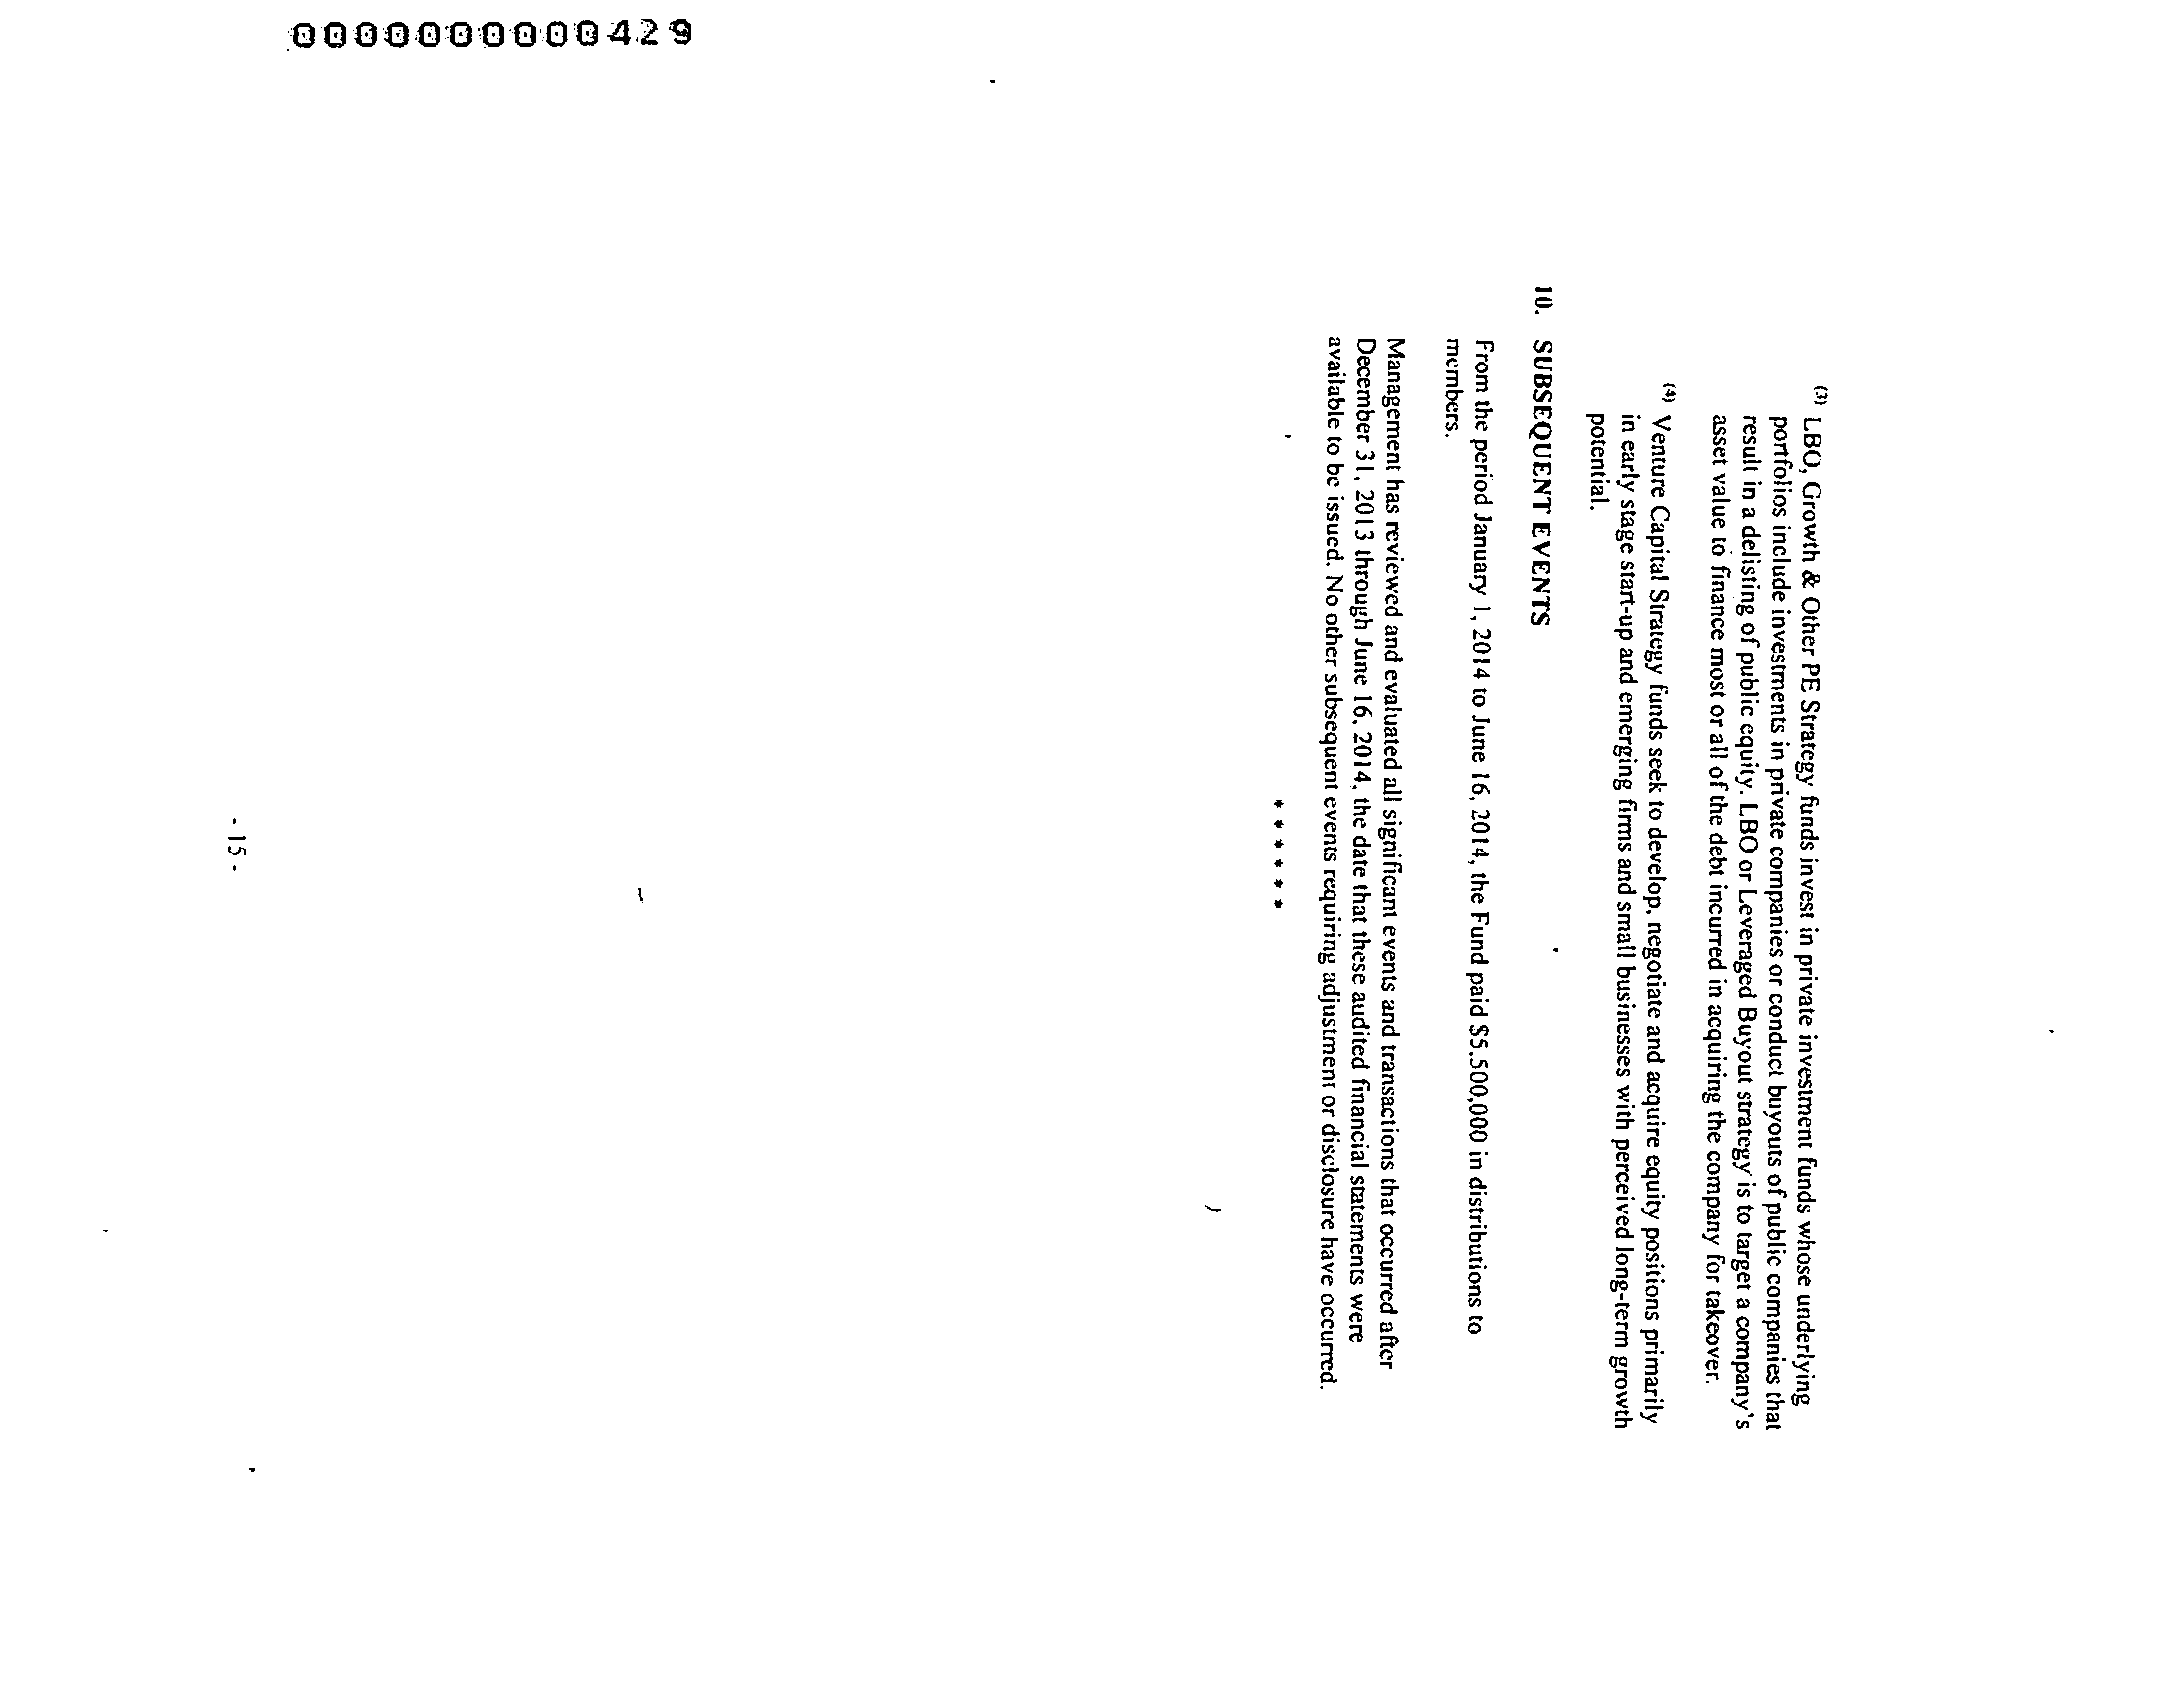 0000000000429
(3) LBO, Growth & Other PE Strategy funds invest in private investment funds whose underlying
portfolios include investments in private companies or conduct buyouts of public companies that
result in a delisting of public equity. LBO or Leveraged Buyout strategy is to target a company's
asset value to finance most or all of the debt incurred in acquiring the company for takeover.
(4) Venture Capital Strategy funds seek to develop, negotiate and acquire equity positions primarily
in early stage start-up and emerging firms and small businesses with perceived long-term growth
potential.
10. SUBSEQUENT EVENTS
From the period January 1, 2014 to June 16, 2014, the Fund paid $5,500,000 in distributions to
members.
Management has reviewed and evaluated all significant events and transactions that occurred after
December 31, 2013 through June 16, 2014, the date that these audited financial statements were
available to be issued. No other subsequent events requiring adjustment or disclosure have occurred.
* * * * * *
- 15 -